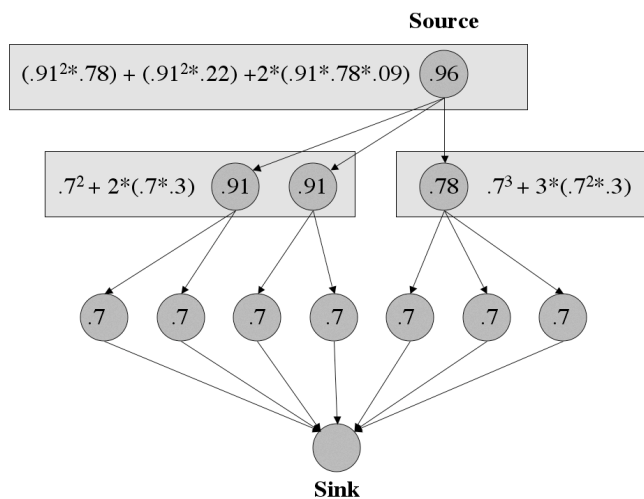 Source
(.91²*.78) + (.91²*.22) +2*(.91*.78*.09) .96
.7² + 2*(.7*.3) .91 .91 .78 .7³ + 3*(.7²*.3)
.7 .7 .7 .7 .7 .7 .7
Sink